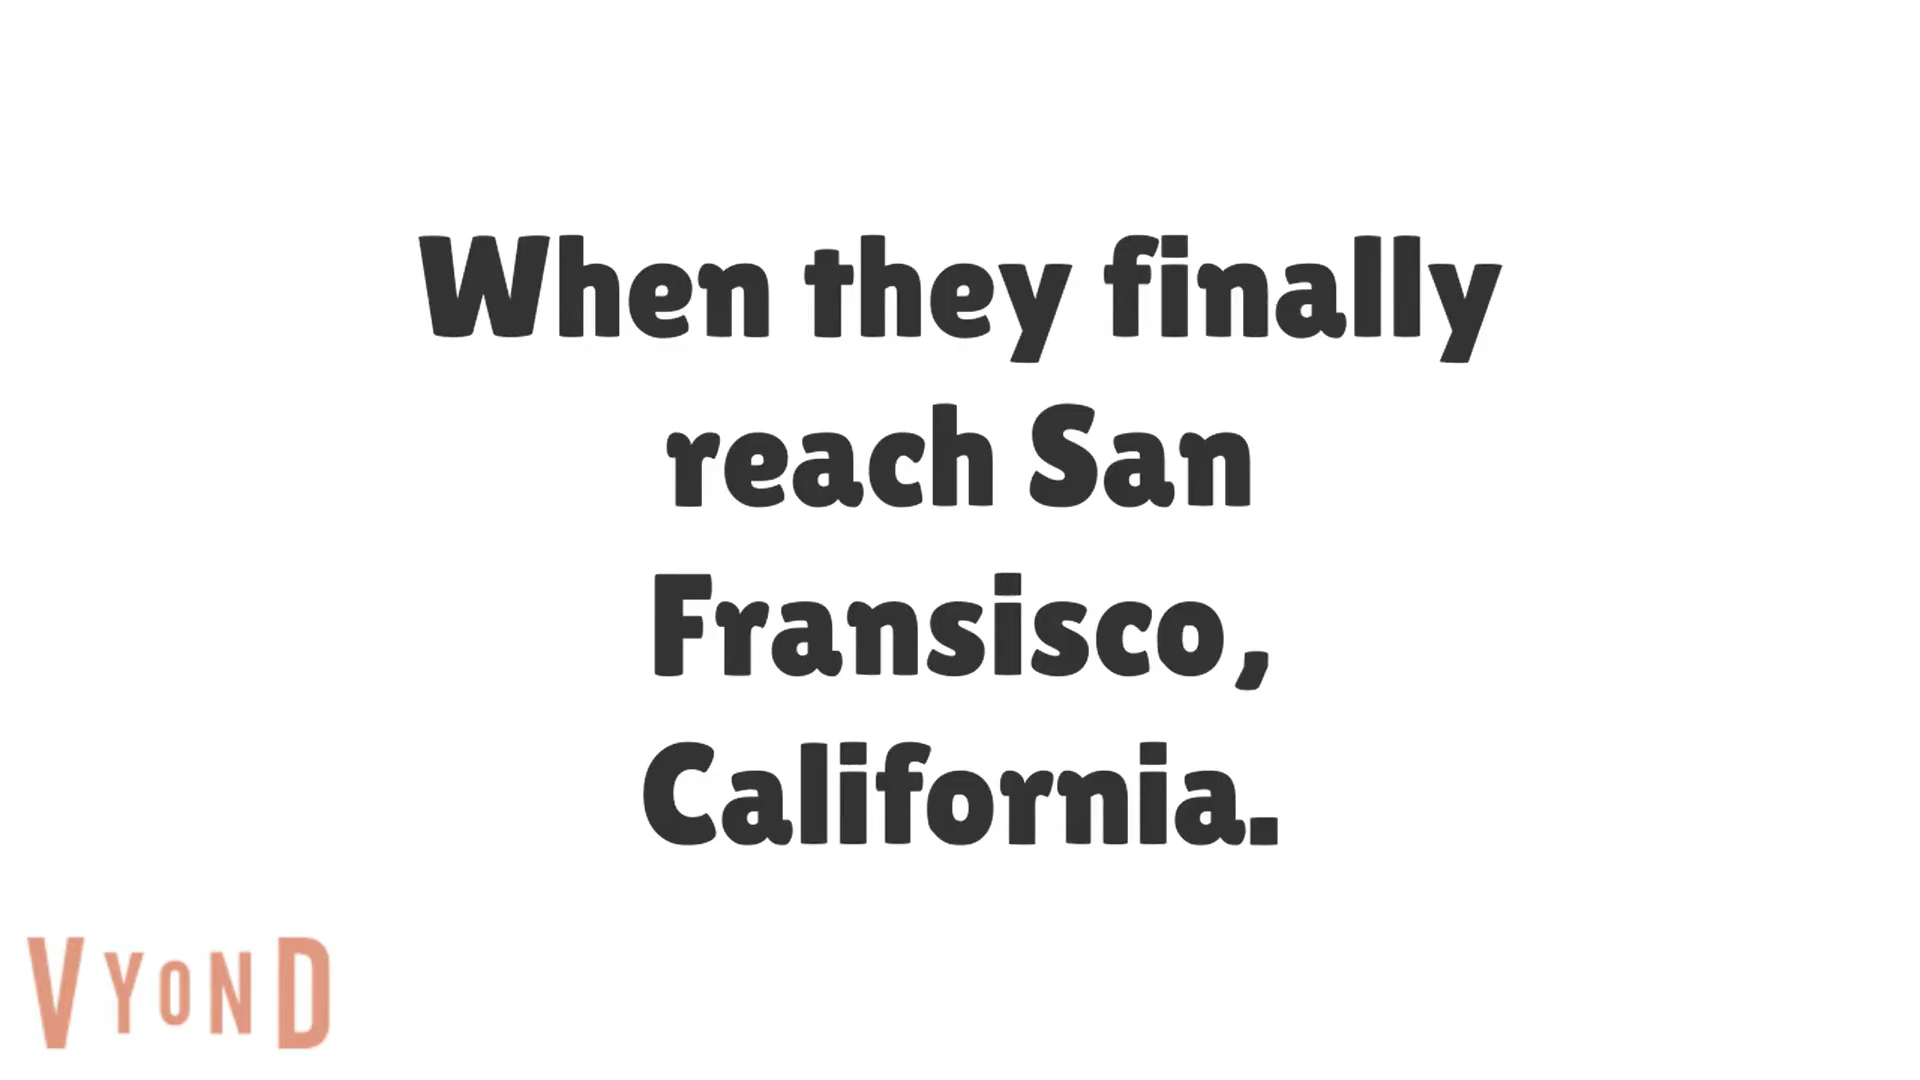 When they finally
reach San
Fransisco,
California.
VYOND